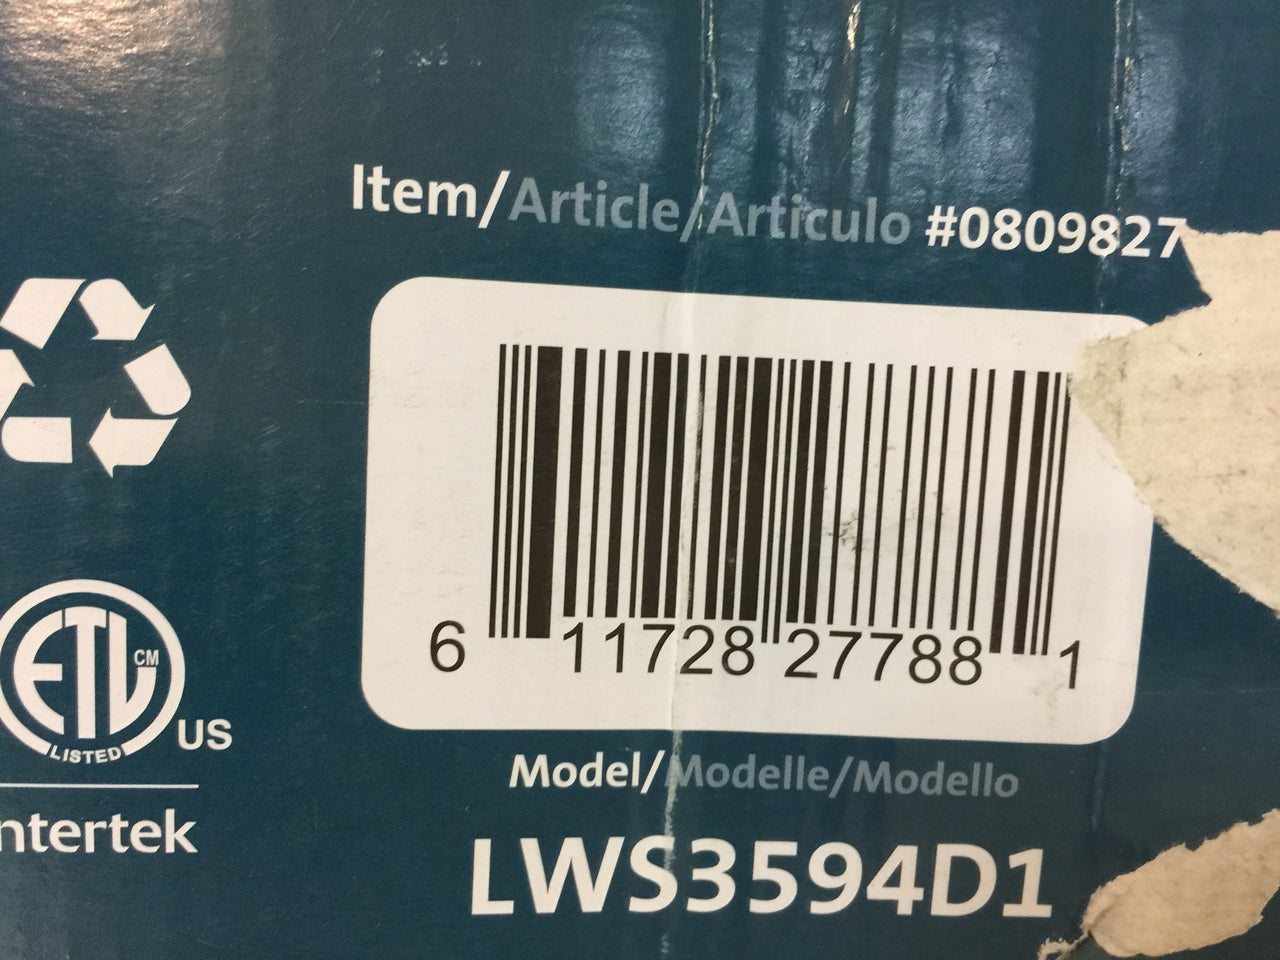 Item/Article/Articulo #0809827
6 11728 27788 1
ETL CM
LISTED
US
ntertek
Model/Modelle/Modello
LWS3594D1